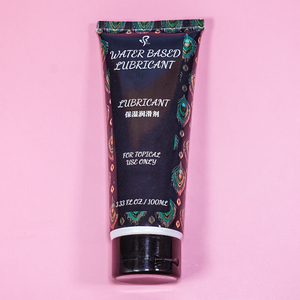 WATER BASED
LUBRICANT
LUBRICANT
保湿润滑剂
FOR TOPICAL
USE ONLY
3.33 FL OZ / 100ML